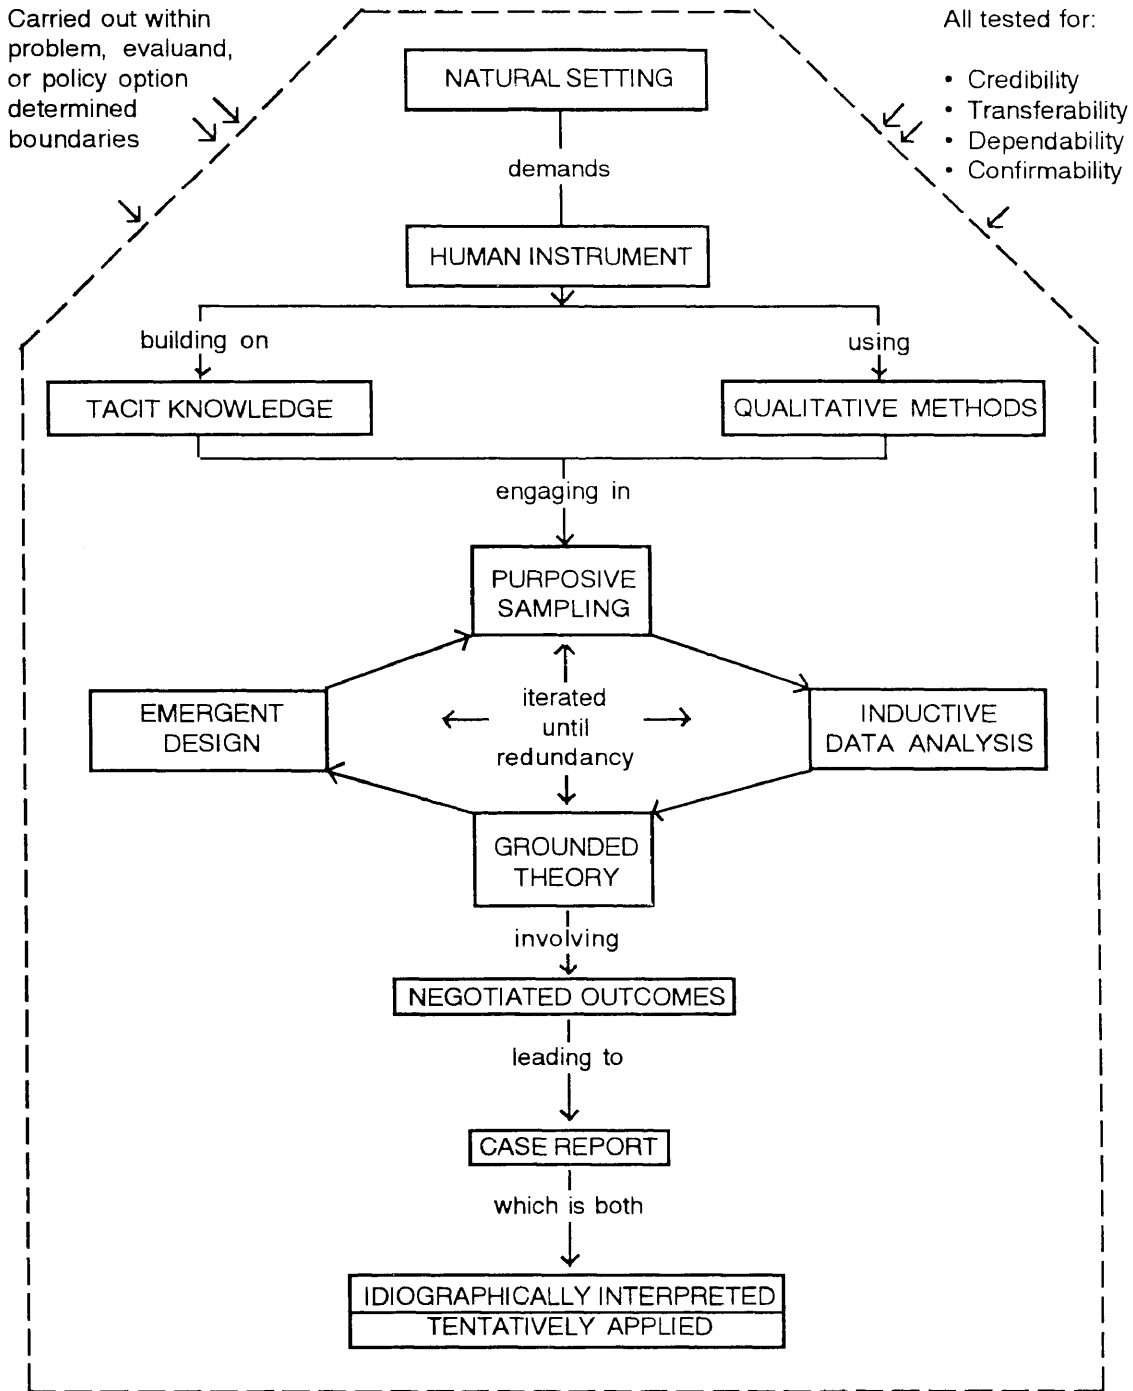 Carried out within
problem, evaluand,
or policy option
determined
boundaries
All tested for:
• Credibility
• Transferability
• Dependability
• Confirmability
NATURAL SETTING
demands
HUMAN INSTRUMENT
building on
using
TACIT KNOWLEDGE
QUALITATIVE METHODS
engaging in
PURPOSIVE
SAMPLING
EMERGENT
DESIGN
iterated
until
redundancy
INDUCTIVE
DATA ANALYSIS
GROUNDED
THEORY
involving
NEGOTIATED OUTCOMES
leading to
CASE REPORT
which is both
IDIOGRAPHICALLY INTERPRETED
TENTATIVELY APPLIED